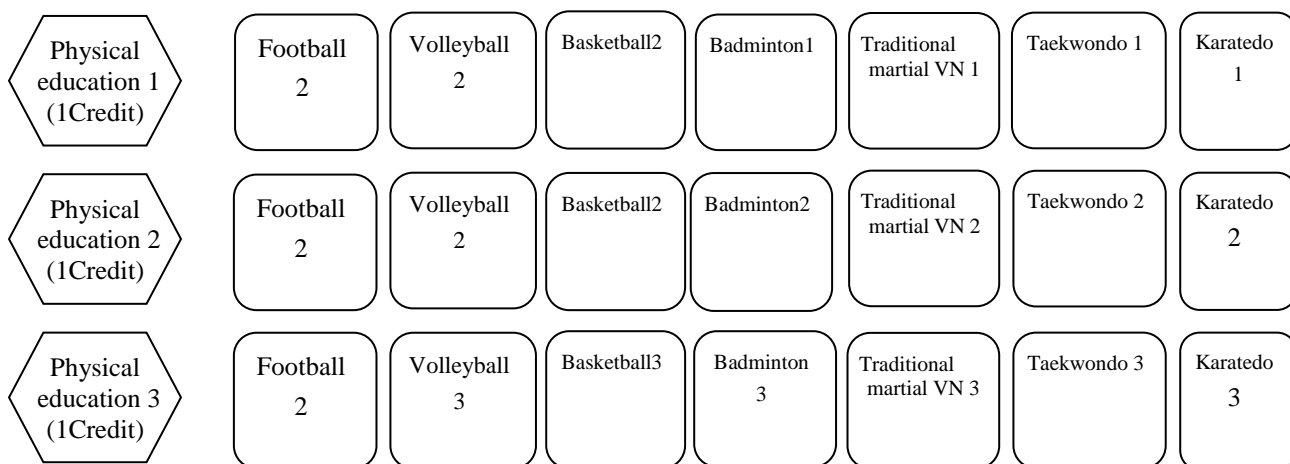 Physical
education 1
(1Credit)
Football
2
Volleyball
2
Basketball2
Badminton1
Traditional
martial VN 1
Taekwondo 1
Karatedo
1
Physical
education 2
(1Credit)
Football
2
Volleyball
2
Basketball2
Badminton2
Traditional
martial VN 2
Taekwondo 2
Karatedo
2
Physical
education 3
(1Credit)
Football
2
Volleyball
3
Basketball3
Badminton
3
Traditional
martial VN 3
Taekwondo 3
Karatedo
3